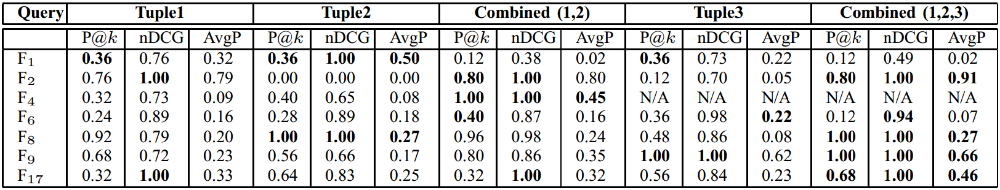 Query Tuple1 Tuple2 Combined (1,2) Tuple3 Combined (1,2,3)
P@k nDCG AvgP P@k nDCG AvgP P@k nDCG AvgP P@k nDCG AvgP P@k nDCG AvgP
F1 0.36 0.76 0.32 0.36 1.00 0.50 0.12 0.38 0.02 0.36 0.73 0.22 0.12 0.49 0.02
F2 0.76 1.00 0.79 0.00 0.00 0.00 0.80 1.00 0.80 0.12 0.70 0.05 0.80 1.00 0.91
F4 0.32 0.73 0.09 0.40 0.65 0.08 1.00 1.00 0.45 N/A N/A N/A N/A N/A N/A
F6 0.24 0.89 0.16 0.28 0.89 0.18 0.40 0.87 0.16 0.36 0.98 0.22 0.12 0.94 0.07
F8 0.92 0.79 0.20 1.00 1.00 0.27 0.96 0.98 0.24 0.48 0.86 0.08 1.00 1.00 0.27
F9 0.68 0.72 0.23 0.56 0.66 0.17 0.80 0.86 0.35 1.00 1.00 0.62 1.00 1.00 0.66
F17 0.32 1.00 0.33 0.64 0.83 0.25 0.32 1.00 0.32 0.56 0.84 0.23 0.68 1.00 0.46